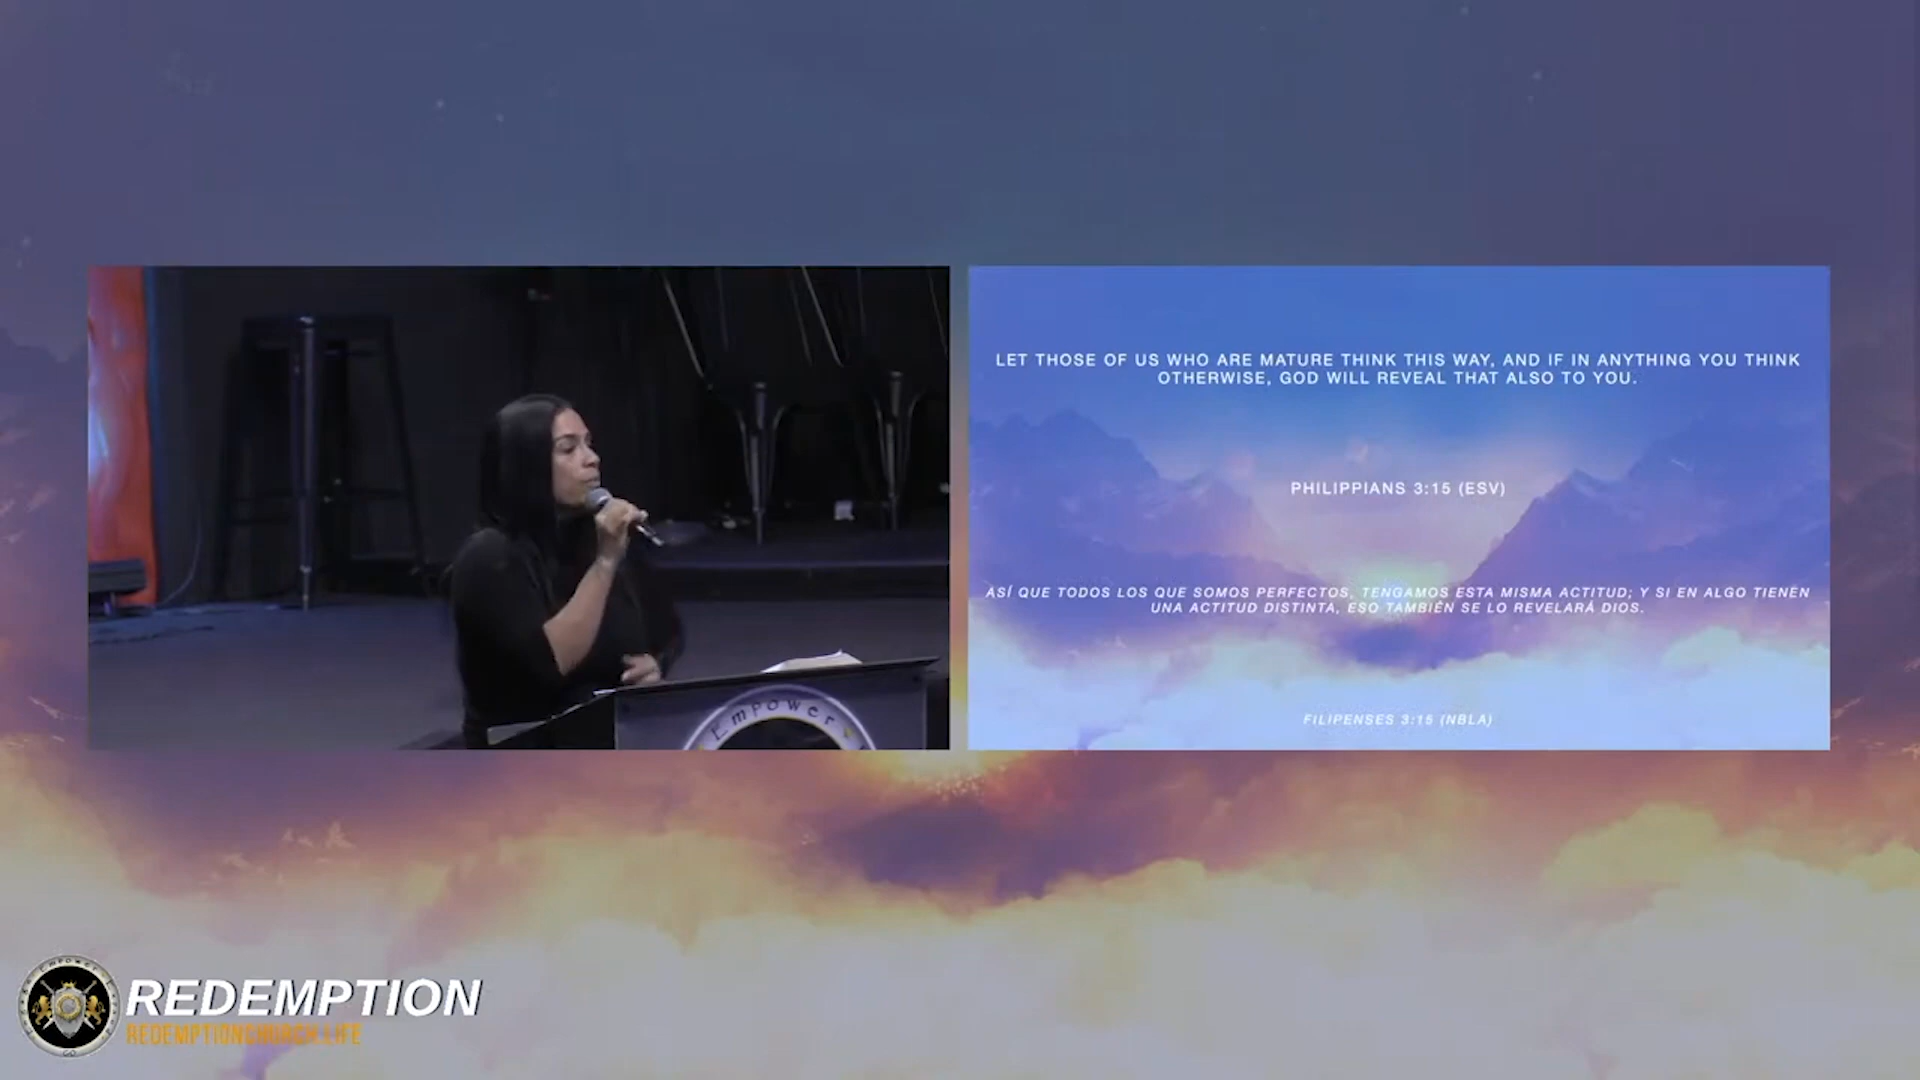 LET THOSE OF US WHO ARE MATURE THINK THIS WAY, AND IF IN ANYTHING YOU THINK
OTHERWISE, GOD WILL REVEAL THAT ALSO TO YOU.
PHILIPPIANS 3:15 (ESV)
ASÍ QUE TODOS LOS QUE SOMOS PERFECTOS, TENGAMOS ESTA MISMA ACTITUD; Y SI EN ALGO TIENEN
UNA ACTITUD DISTINTA, ESO TAMBIÉN SE LO REVELARÁ DIOS.
FILIPENSES 3:15 (NBLA)
Empower
Empower
GO
REDEMPTION
REDEMPTIONCHURCH.LIFE